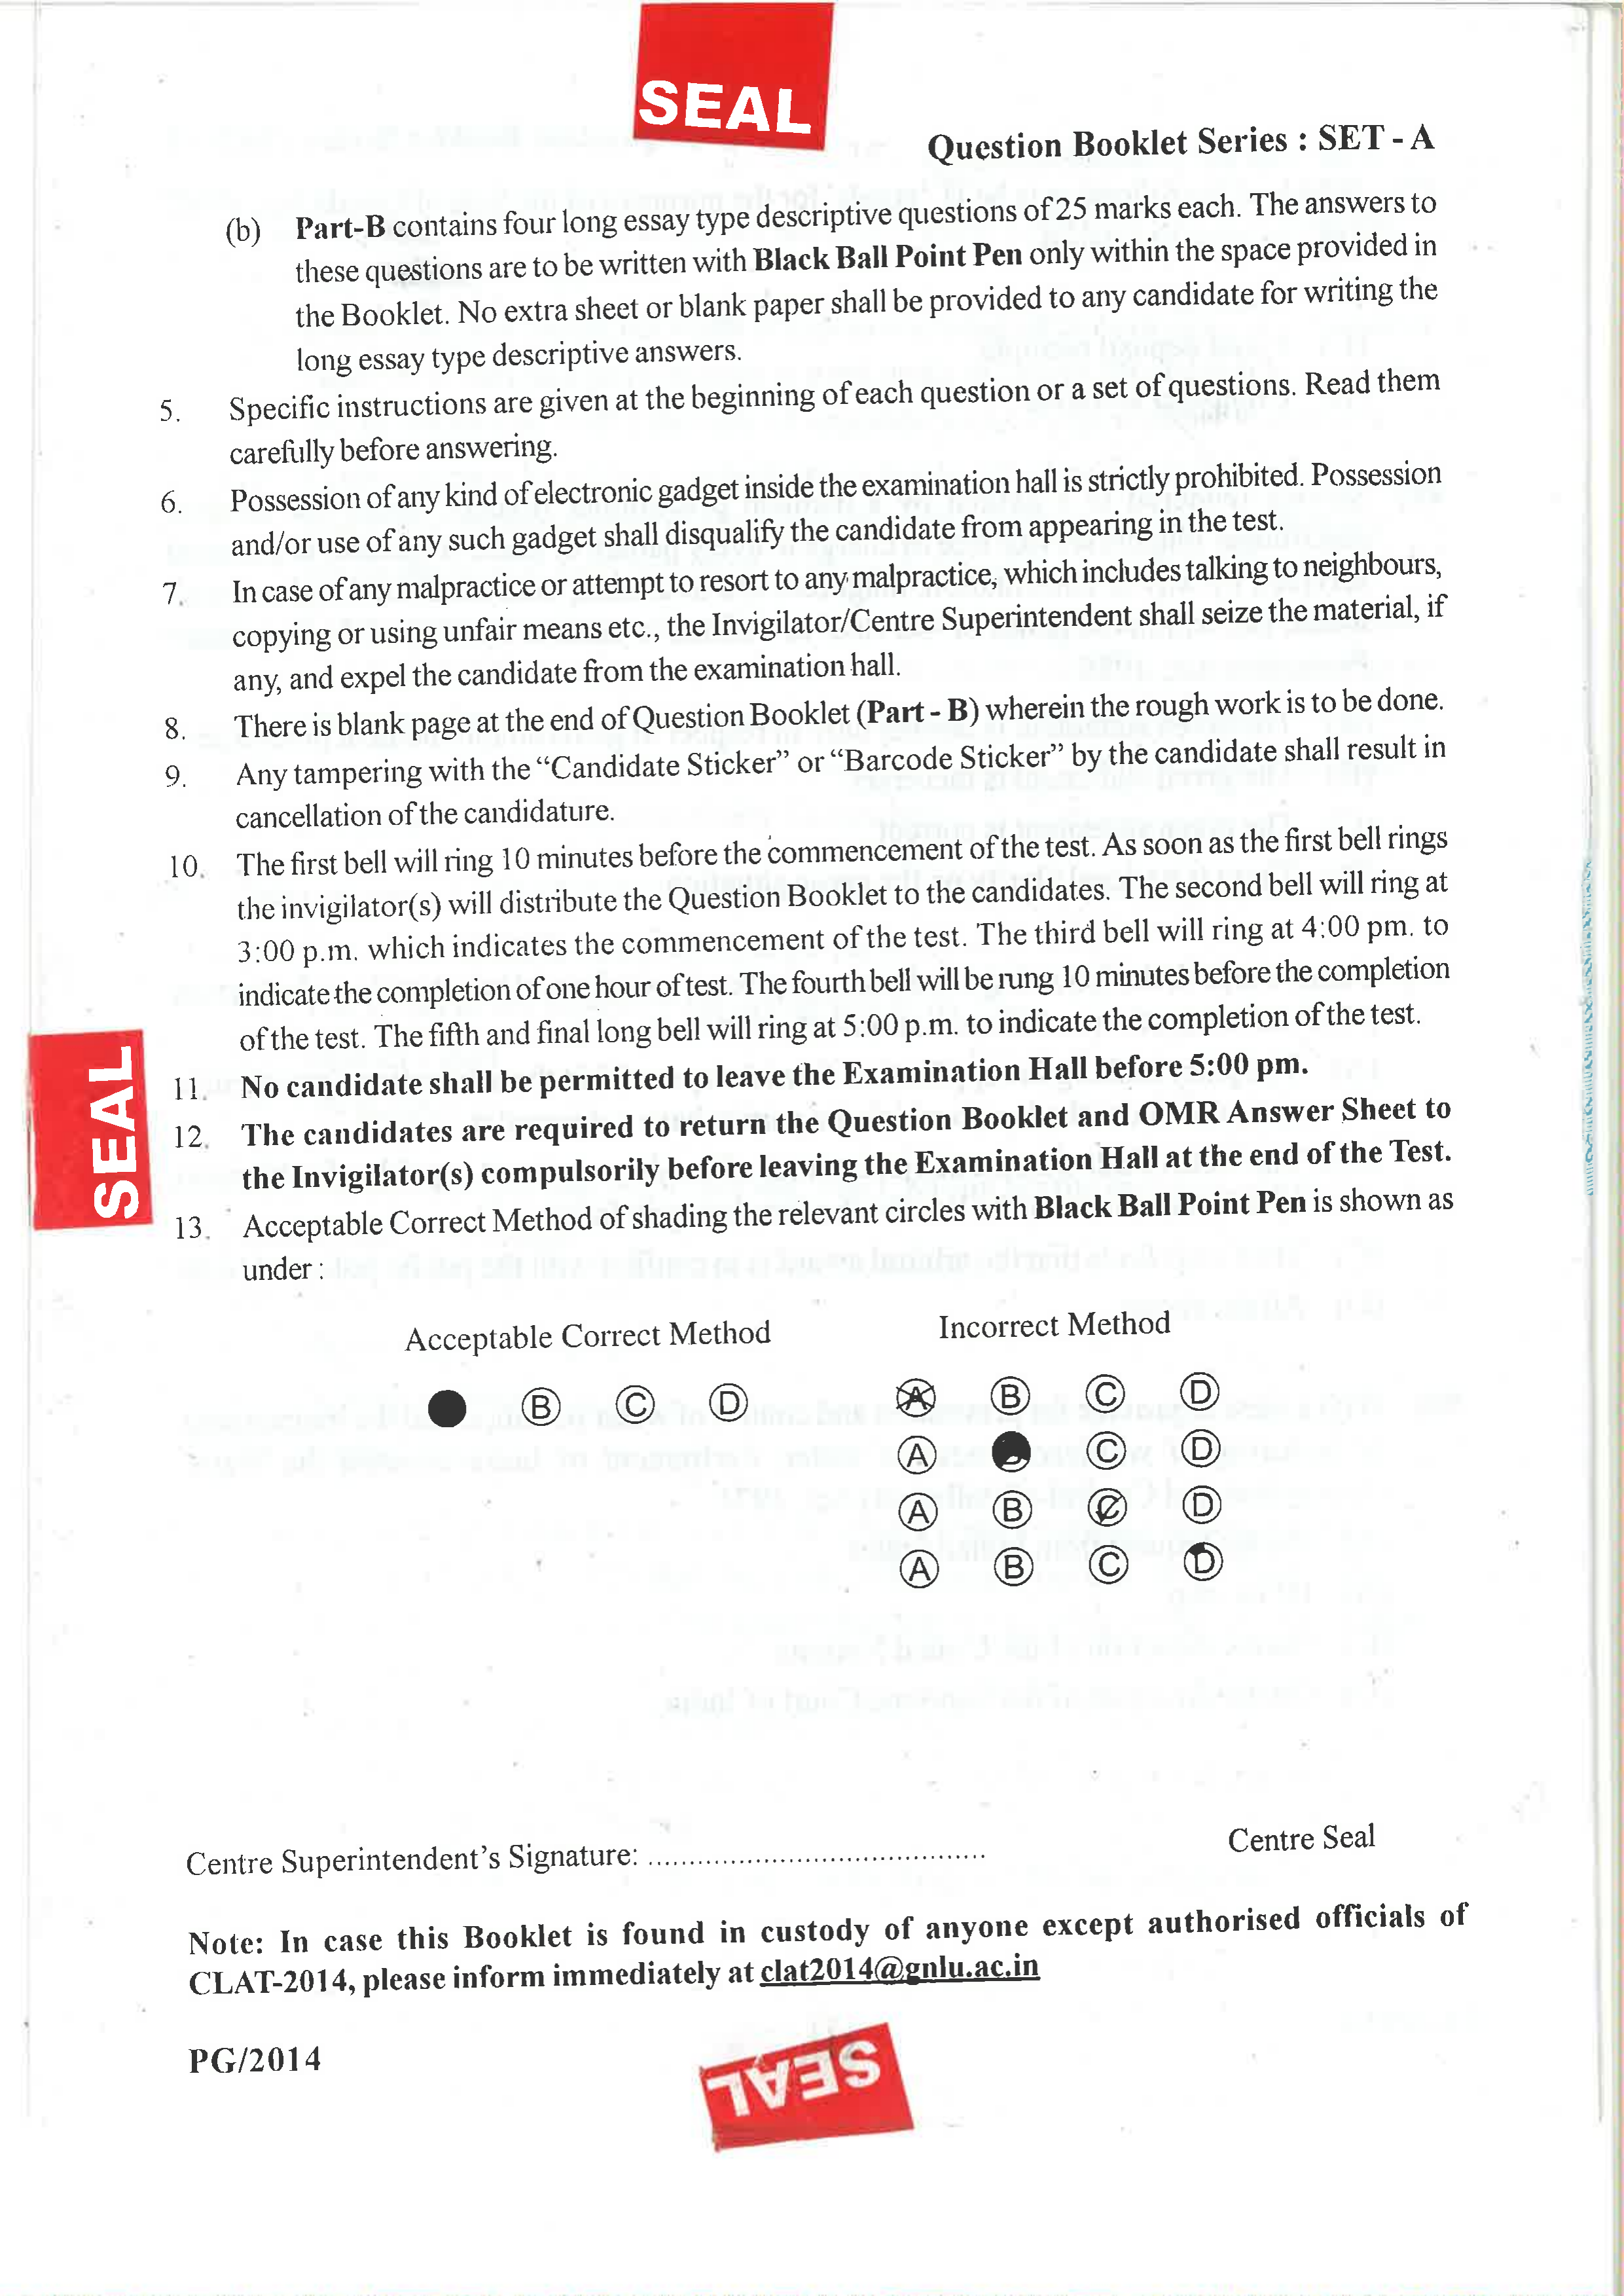 SEAL
Question Booklet Series : SET - A
(b) Part-B contains four long essay type descriptive questions of 25 marks each. The answers to
these questions are to be written with Black Ball Point Pen only within the space provided in
the Booklet. No extra sheet or blank paper shall be provided to any candidate for writing the
long essay type descriptive answers.
5. Specific instructions are given at the beginning of each question or a set of questions. Read them
carefully before answering.
6. Possession of any kind of electronic gadget inside the examination hall is strictly prohibited. Possession
and/or use of any such gadget shall disqualify the candidate from appearing in the test.
7. In case of any malpractice or attempt to resort to any malpractice, which includes talking to neighbours,
copying or using unfair means etc., the Invigilator/Centre Superintendent shall seize the material, if
any, and expel the candidate from the examination hall.
8. There is blank page at the end of Question Booklet (Part - B) wherein the rough work is to be done.
9. Any tampering with the “Candidate Sticker” or “Barcode Sticker” by the candidate shall result in
cancellation of the candidature.
10. The first bell will ring 10 minutes before the commencement of the test. As soon as the first bell rings
the invigilator(s) will distribute the Question Booklet to the candidates. The second bell will ring at
3:00 p.m. which indicates the commencement of the test. The third bell will ring at 4:00 pm. to
indicate the completion of one hour of test. The fourth bell will be rung 10 minutes before the completion
of the test. The fifth and final long bell will ring at 5:00 p.m. to indicate the completion of the test.
SEAL
11. No candidate shall be permitted to leave the Examination Hall before 5:00 pm.
12. The candidates are required to return the Question Booklet and OMR Answer Sheet to
the Invigilator(s) compulsorily before leaving the Examination Hall at the end of the Test.
13. Acceptable Correct Method of shading the relevant circles with Black Ball Point Pen is shown as
under :
Acceptable Correct Method Incorrect Method
B C D A B C D
A C D
A B C D
A B C D
Centre Superintendent’s Signature: ........................................ Centre Seal
Note: In case this Booklet is found in custody of anyone except authorised officials of
CLAT-2014, please inform immediately at clat2014@gnlu.ac.in
PG/2014
SEAL